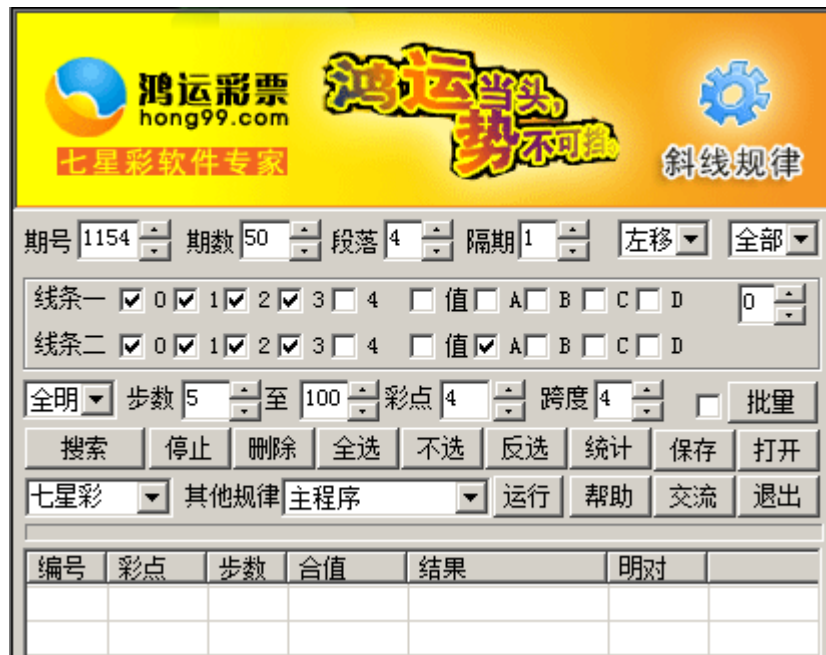 鸿运彩票
hong99.com
七星彩软件专家
鸿运当头,
势不可挡。
斜线规律
期号 1154 期数 50 段落 4 隔期 1 左移 全部
线条一 0 1 2 3 4 值 A B C D 0
线条二 0 1 2 3 4 值 A B C D
全明 步数 5 至 100 彩点 4 跨度 4 批量
搜索 停止 删除 全选 不选 反选 统计 保存 打开
七星彩 其他规律 主程序 运行 帮助 交流 退出
编号 彩点 步数 合值 结果 明对